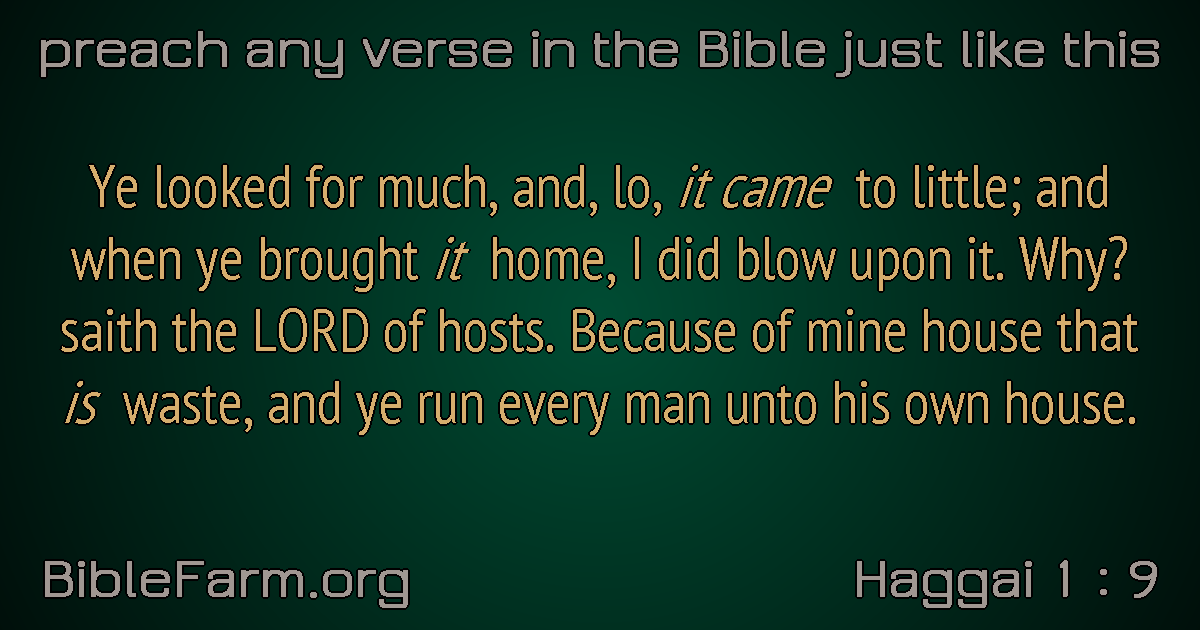 preach any verse in the Bible just like this
Ye looked for much, and, lo, it came to little; and
when ye brought it home, I did blow upon it. Why?
saith the LORD of hosts. Because of mine house that
is waste, and ye run every man unto his own house.
BibleFarm.org
Haggai 1 : 9